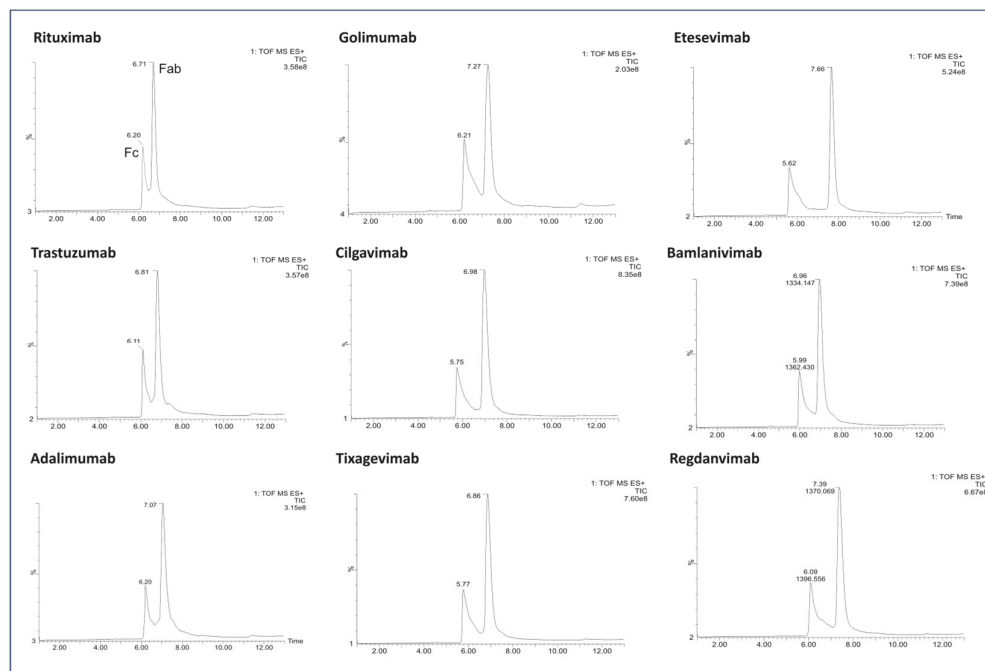 Rituximab
1: TOF MS ES+
TIC
3.58e8
6.71
Fab
6.20
Fc
%
3
2.00 4.00 6.00 8.00 10.00 12.00
Golimumab
1: TOF MS ES+
TIC
2.03e8
7.27
6.21
%
4
2.00 4.00 6.00 8.00 10.00 12.00
Etesevimab
1: TOF MS ES+
TIC
5.24e8
7.66
5.62
%
2
2.00 4.00 6.00 8.00 10.00 12.00
Time
Trastuzumab
1: TOF MS ES+
TIC
3.57e8
6.81
6.11
%
2
2.00 4.00 6.00 8.00 10.00 12.00
Cilgavimab
1: TOF MS ES+
TIC
8.35e8
6.98
5.75
%
1
2.00 4.00 6.00 8.00 10.00 12.00
Bamlanivimab
1: TOF MS ES+
TIC
7.39e8
6.96
1334.147
5.99
1362.430
%
2
2.00 4.00 6.00 8.00 10.00 12.00
Adalimumab
1: TOF MS ES+
TIC
3.15e8
7.07
6.20
%
3
2.00 4.00 6.00 8.00 10.00 12.00
Time
Tixagevimab
1: TOF MS ES+
TIC
7.60e8
6.86
5.77
%
1
2.00 4.00 6.00 8.00 10.00 12.00
Regdanvimab
1: TOF MS ES+
TIC
7.39
1370.069
6.09
1396.556
%
2
2.00 4.00 6.00 8.00 10.00 12.00